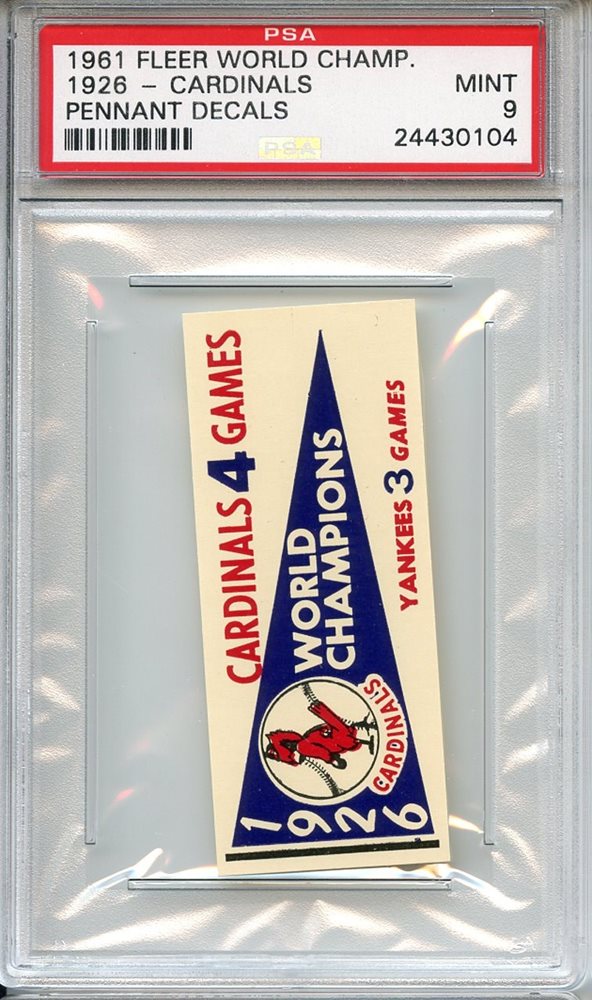 PSA
1961 FLEER WORLD CHAMP.
1926 – CARDINALS MINT
PENNANT DECALS 9
PSA 24430104
CARDINALS 4 GAMES
WORLD
CHAMPIONS
CARDINALS
1926
YANKEES 3 GAMES